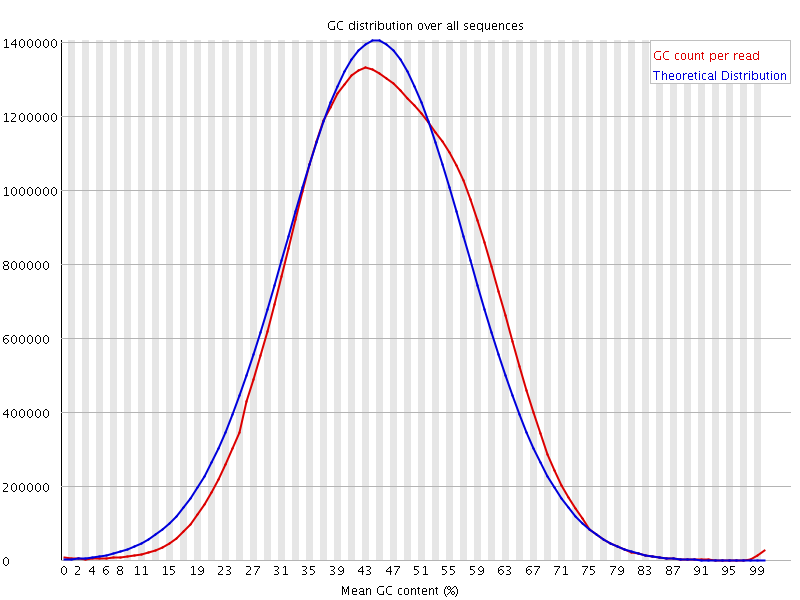 GC distribution over all sequences
GC count per read
Theoretical Distribution
1400000
1200000
1000000
800000
600000
400000
200000
0
0 2 4 6 8 11 15 19 23 27 31 35 39 43 47 51 55 59 63 67 71 75 79 83 87 91 95 99
Mean GC content (%)